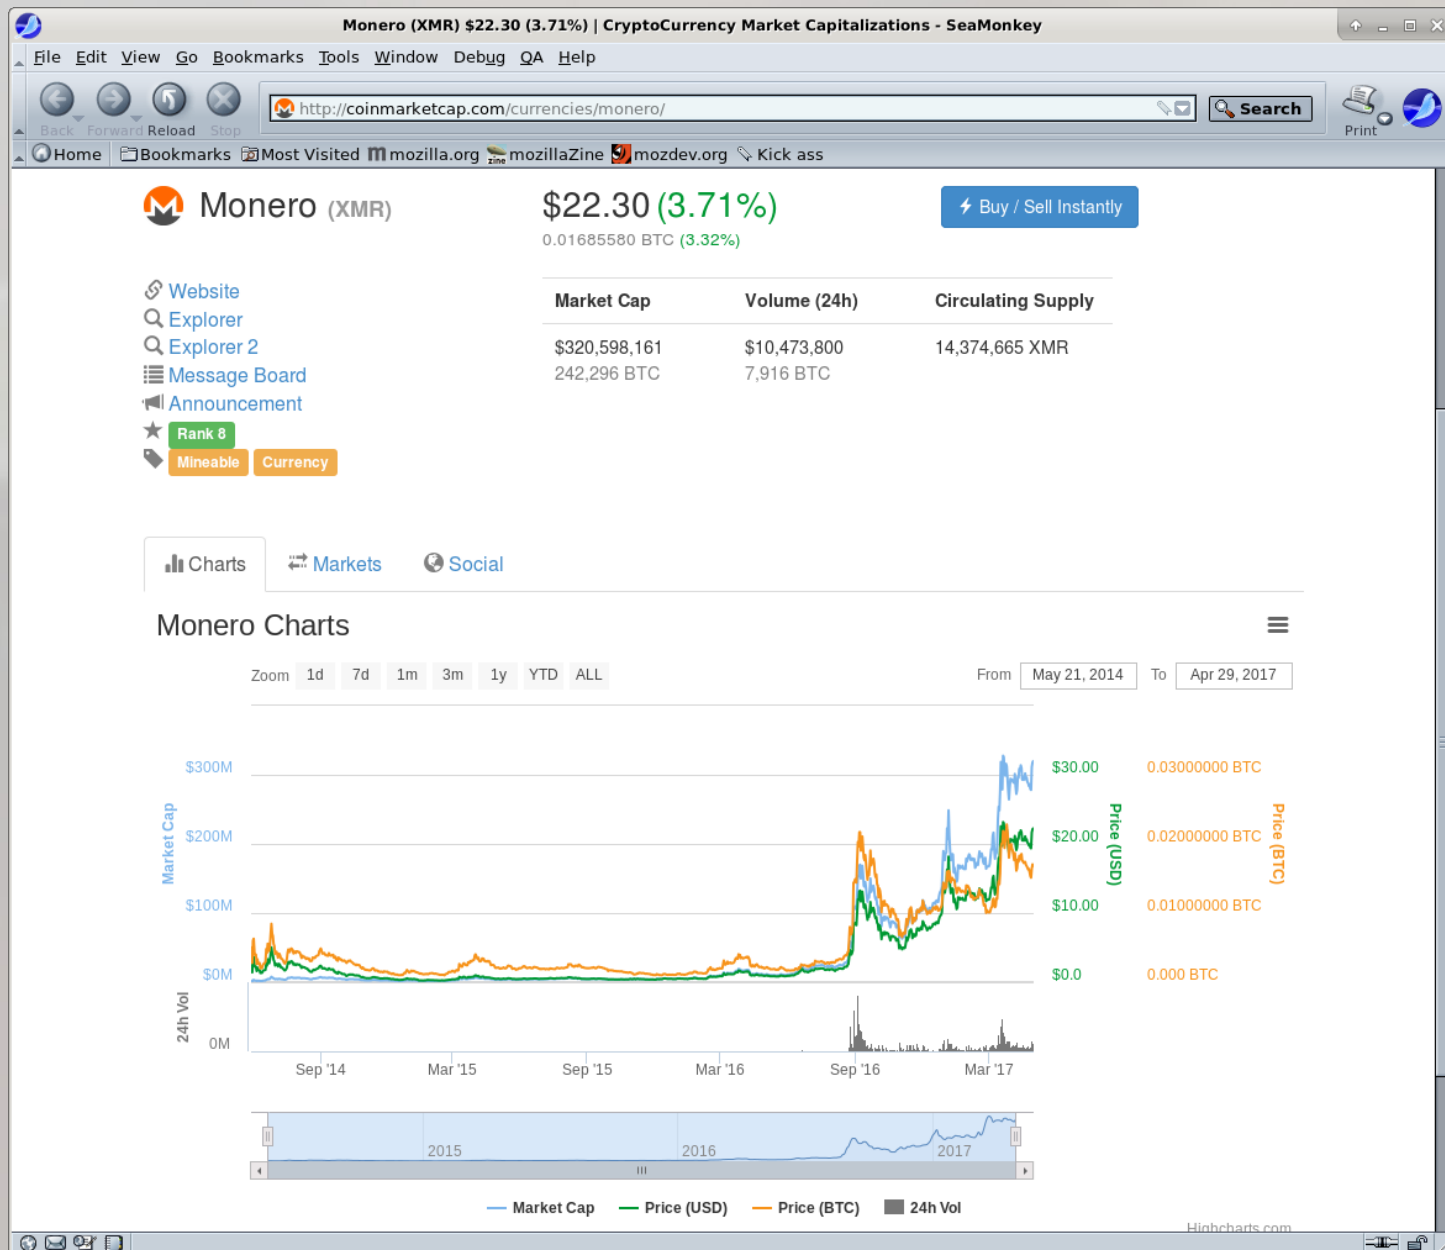 Monero (XMR) $22.30 (3.71%) | CryptoCurrency Market Capitalizations - SeaMonkey
File Edit View Go Bookmarks Tools Window Debug QA Help
http://coinmarketcap.com/currencies/monero/ Search
Back Forward Reload Stop Print
Home Bookmarks Most Visited mozilla.org mozillaZine mozdev.org Kick ass
Monero (XMR) $22.30 (3.71%) Buy / Sell Instantly
0.01685580 BTC (3.32%)
Website
Explorer
Explorer 2
Message Board
Announcement
Rank 8
Mineable Currency
Market Cap Volume (24h) Circulating Supply
$320,598,161 $10,473,800 14,374,665 XMR
242,296 BTC 7,916 BTC
Charts Markets Social
Monero Charts
Zoom 1d 7d 1m 3m 1y YTD ALL From May 21, 2014 To Apr 29, 2017
$300M $30.00 0.03000000 BTC
$200M $20.00 0.02000000 BTC
$100M $10.00 0.01000000 BTC
$0M $0.0 0.000 BTC
Market Cap
Price (USD)
Price (BTC)
24h Vol
0M
Sep '14 Mar '15 Sep '15 Mar '16 Sep '16 Mar '17
2015 2016 2017
Market Cap Price (USD) Price (BTC) 24h Vol
Highcharts.com